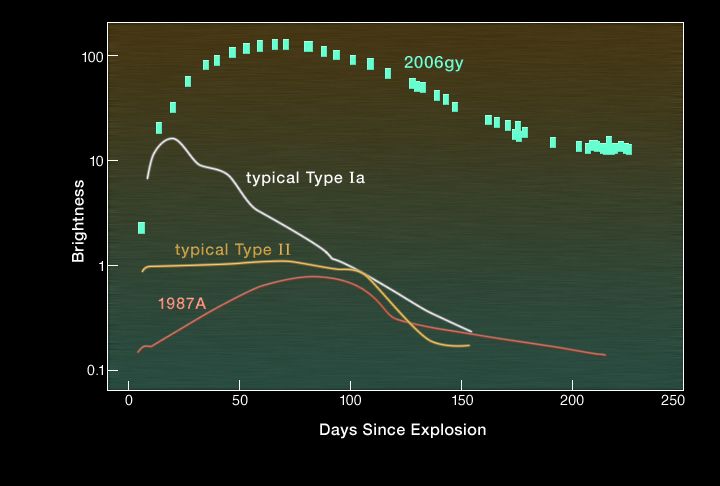 100
10
1
0.1
Brightness
2006gy
typical Type Ia
typical Type II
1987A
0
50
100
150
200
250
Days Since Explosion